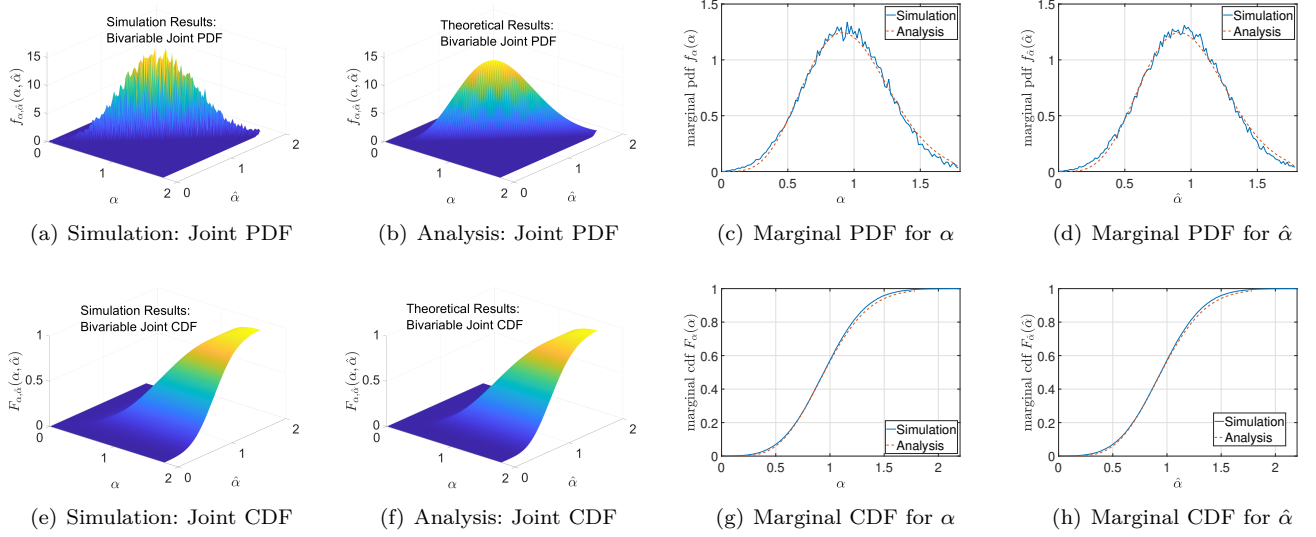 Simulation Results:
Bivariable Joint PDF
15
10
5
0
f_{α,α̂}(α, α̂)
0
1
2
α
0
1
2
α̂
(a) Simulation: Joint PDF
Theoretical Results:
Bivariable Joint PDF
15
10
5
0
f_{α,α̂}(α, α̂)
0
1
2
α
0
1
2
α̂
(b) Analysis: Joint PDF
Simulation
Analysis
1.5
1
0.5
0
marginal pdf f_α(α)
0
0.5
1
1.5
α
(c) Marginal PDF for α
Simulation
Analysis
1.5
1
0.5
0
marginal pdf f_α̂(α̂)
0
0.5
1
1.5
α̂
(d) Marginal PDF for α̂
Simulation Results:
Bivariable Joint CDF
1
0.5
0
F_{α,α̂}(α, α̂)
0
1
2
α
0
1
2
α̂
(e) Simulation: Joint CDF
Theoretical Results:
Bivariable Joint CDF
1
0.5
0
F_{α,α̂}(α, α̂)
0
1
2
α
0
1
2
α̂
(f) Analysis: Joint CDF
1
0.8
0.6
0.4
0.2
0
marginal cdf F_α(α)
Simulation
Analysis
0
0.5
1
1.5
2
α
(g) Marginal CDF for α
1
0.8
0.6
0.4
0.2
0
marginal cdf F_α̂(α̂)
Simulation
Analysis
0
0.5
1
1.5
2
α̂
(h) Marginal CDF for α̂